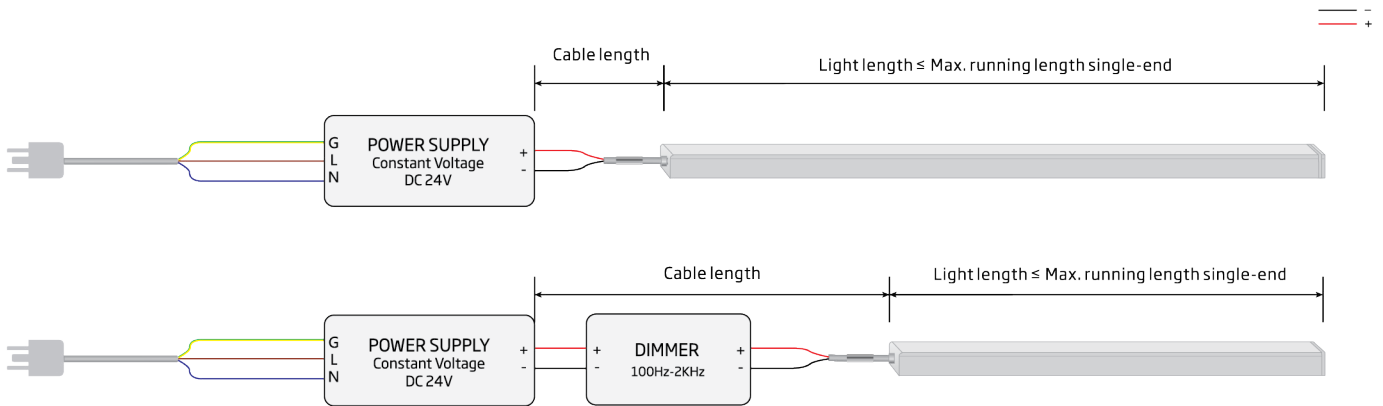 -
+
Cable length
Light length ≤ Max. running length single-end
G
L
N
POWER SUPPLY
Constant Voltage
DC 24V
+
-
Cable length
Light length ≤ Max. running length single-end
G
L
N
POWER SUPPLY
Constant Voltage
DC 24V
+
-
+
-
DIMMER
100Hz-2KHz
+
-